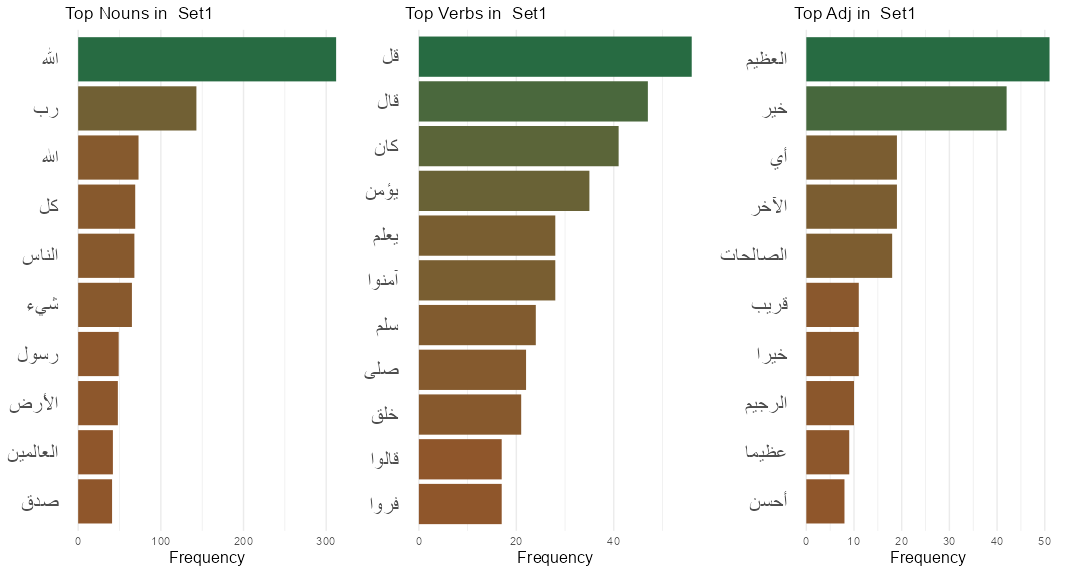 Top Nouns in  Set1
الله
رب
الله
كل
الناس
شيء
رسول
الأرض
العالمين
صدق
0 100 200 300
Frequency
Top Verbs in  Set1
قل
قال
كان
يؤمن
يعلم
آمنوا
سلم
صلى
خلق
قالوا
فروا
0 20 40
Frequency
Top Adj in  Set1
العظيم
خير
أي
الآخر
الصالحات
قريب
خيرا
الرجيم
عظيما
أحسن
0 10 20 30 40 50
Frequency